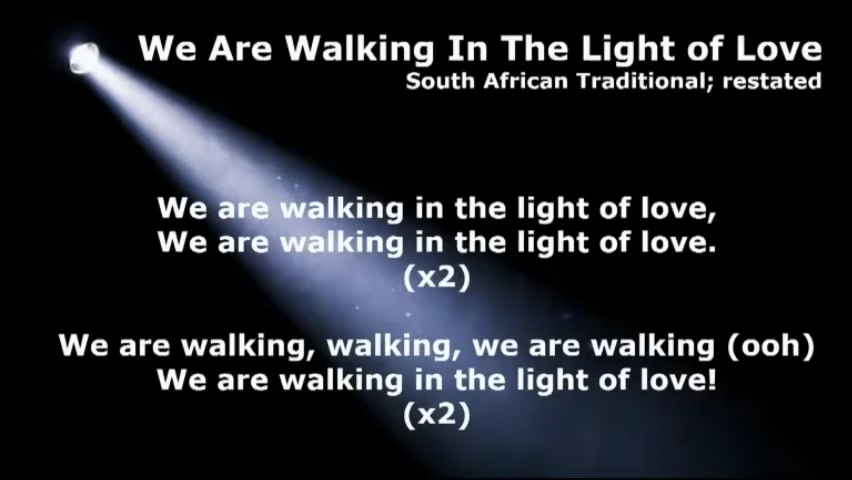 We Are Walking In The Light of Love
South African Traditional; restated
We are walking in the light of love,
We are walking in the light of love.
(x2)
We are walking, walking, we are walking (ooh)
We are walking in the light of love!
(x2)